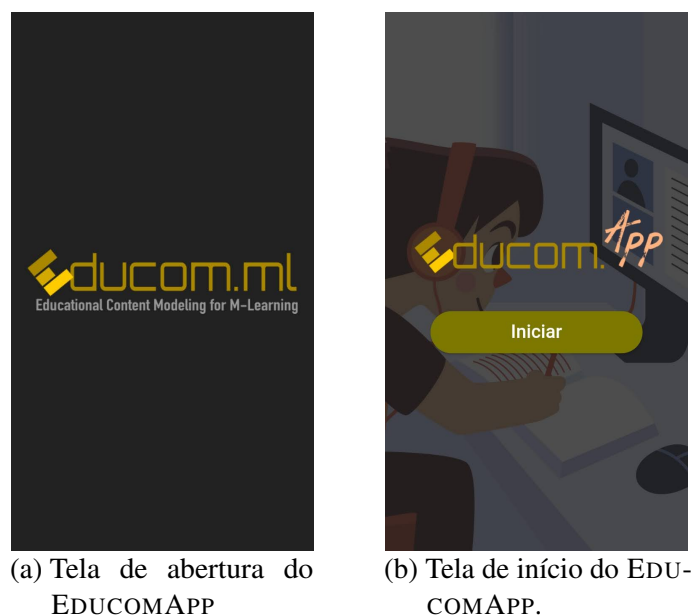 Educom.ml
Educational Content Modeling for M-Learning
Educom.
App
Iniciar
(a) Tela de abertura do
EDUCOMAPP
(b) Tela de início do EDU-
COMAPP.